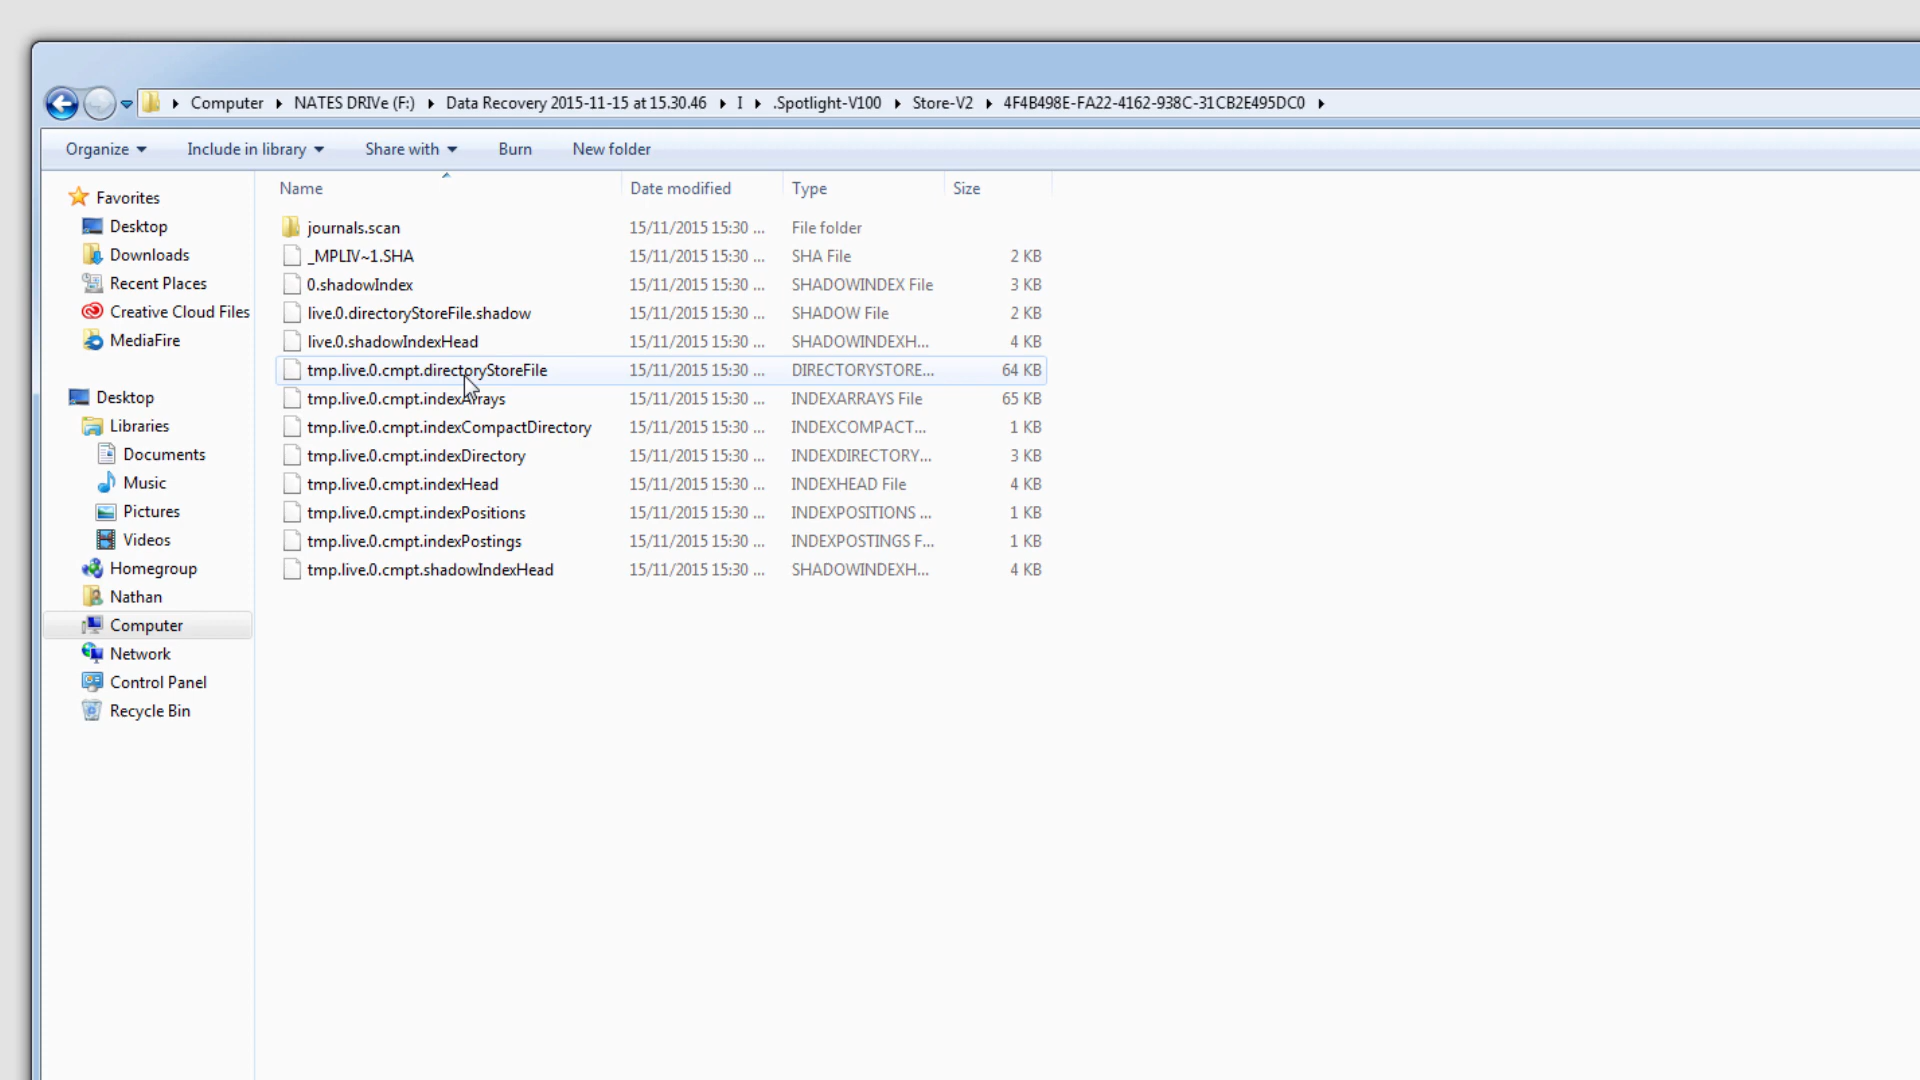 Computer NATES DRIVe (F:) Data Recovery 2015-11-15 at 15.30.46 I .Spotlight-V100 Store-V2 4F4B498E-FA22-4162-938C-31CB2E495DC0
Organize Include in library Share with Burn New folder
Favorites
Desktop
Downloads
Recent Places
Creative Cloud Files
MediaFire
Desktop
Libraries
Documents
Music
Pictures
Videos
Homegroup
Nathan
Computer
Network
Control Panel
Recycle Bin
Name Date modified Type Size
journals.scan 15/11/2015 15:30 ... File folder
_MPLIV~1.SHA 15/11/2015 15:30 ... SHA File 2 KB
0.shadowIndex 15/11/2015 15:30 ... SHADOWINDEX File 3 KB
live.0.directoryStoreFile.shadow 15/11/2015 15:30 ... SHADOW File 2 KB
live.0.shadowIndexHead 15/11/2015 15:30 ... SHADOWINDEXH... 4 KB
tmp.live.0.cmpt.directoryStoreFile 15/11/2015 15:30 ... DIRECTORYSTORE... 64 KB
tmp.live.0.cmpt.indexArrays 15/11/2015 15:30 ... INDEXARRAYS File 65 KB
tmp.live.0.cmpt.indexCompactDirectory 15/11/2015 15:30 ... INDEXCOMPACT... 1 KB
tmp.live.0.cmpt.indexDirectory 15/11/2015 15:30 ... INDEXDIRECTORY... 3 KB
tmp.live.0.cmpt.indexHead 15/11/2015 15:30 ... INDEXHEAD File 4 KB
tmp.live.0.cmpt.indexPositions 15/11/2015 15:30 ... INDEXPOSITIONS ... 1 KB
tmp.live.0.cmpt.indexPostings 15/11/2015 15:30 ... INDEXPOSTINGS F... 1 KB
tmp.live.0.cmpt.shadowIndexHead 15/11/2015 15:30 ... SHADOWINDEXH... 4 KB